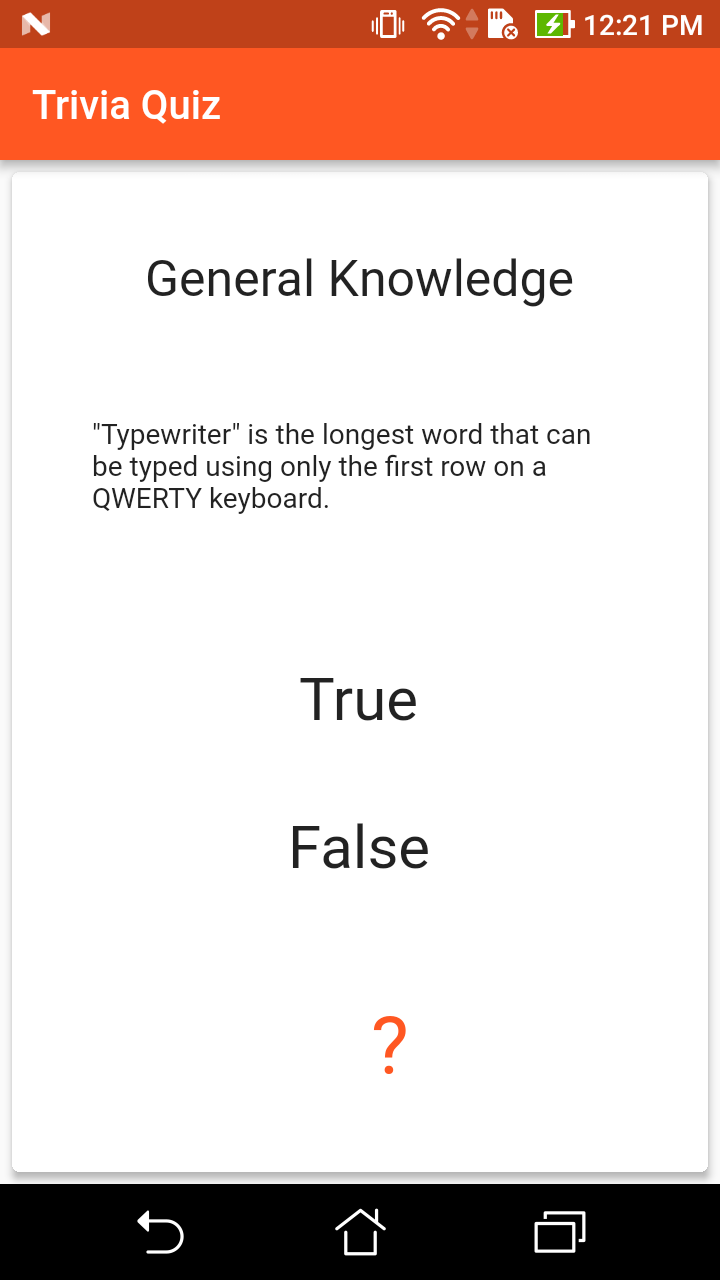 12:21 PM
Trivia Quiz
General Knowledge
"Typewriter" is the longest word that can
be typed using only the first row on a
QWERTY keyboard.
True
False
?